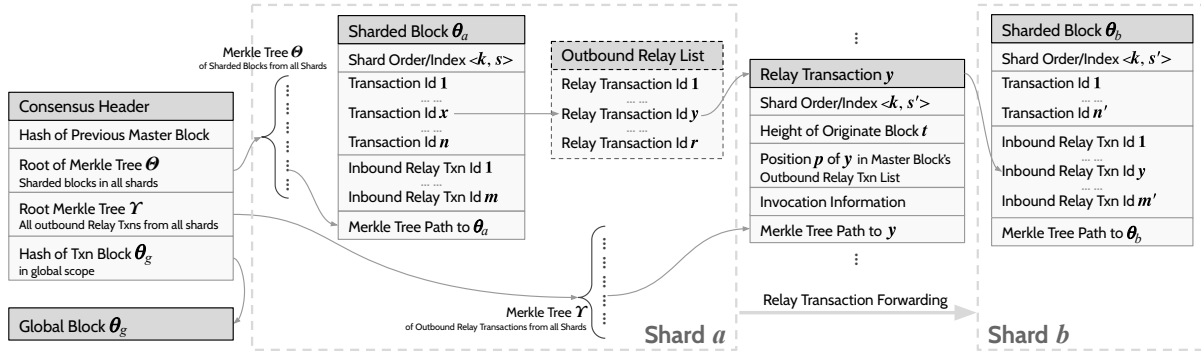 Consensus Header
Hash of Previous Master Block
Root of Merkle Tree Θ
Sharded blocks in all shards
Root Merkle Tree ϒ
All outbound Relay Txns from all shards
Hash of Txn Block θg
in global scope
Global Block θg
Merkle Tree Θ
of Sharded Blocks from all Shards
Sharded Block θa
Shard Order/Index <k, s>
Transaction Id 1
... ...
Transaction Id x
... ...
Transaction Id n
Inbound Relay Txn Id 1
... ...
Inbound Relay Txn Id m
Merkle Tree Path to θa
Outbound Relay List
Relay Transaction Id 1
... ...
Relay Transaction Id y
... ...
Relay Transaction Id r
Merkle Tree ϒ
of Outbound Relay Transactions from all Shards
Shard a
Relay Transaction y
Shard Order/Index <k, s′>
Height of Originate Block t
Position p of y in Master Block's
Outbound Relay Txn List
Invocation Information
Merkle Tree Path to y
Relay Transaction Forwarding
Sharded Block θb
Shard Order/Index <k, s′>
Transaction Id 1
... ...
Transaction Id n′
Inbound Relay Txn Id 1
... ...
Inbound Relay Txn Id y
... ...
Inbound Relay Txn Id m′
Merkle Tree Path to θb
Shard b